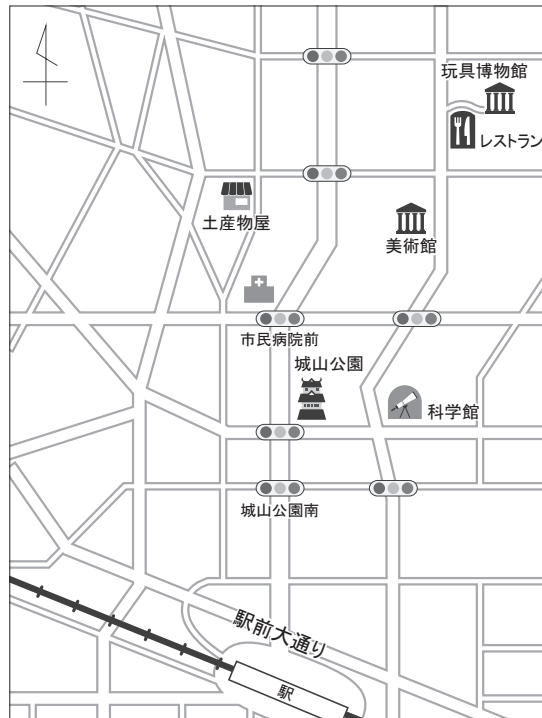 玩具博物館
レストラン
土産物屋
美術館
市民病院前
城山公園
科学館
城山公園南
駅前大通り
駅